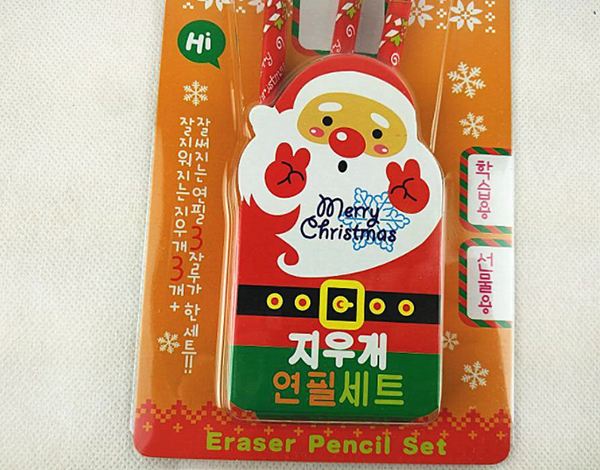 Hi
잘지워지는지우개3개+
잘써지는연필3자루가 한세트!!
Merry
Christmas
학습용
선물용
지우개
연필세트
Eraser Pencil Set